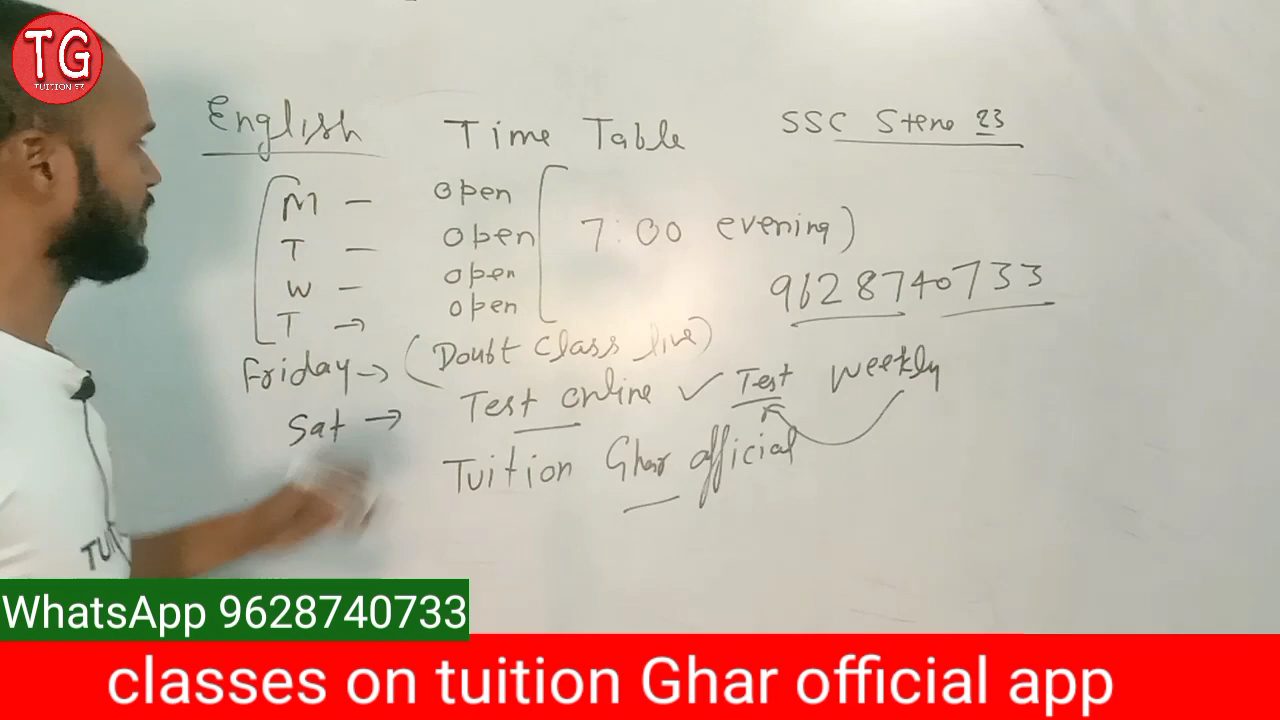 TG
TUITION
English Time Table SSC Steno 23
M - open
T - open
7:00 evening)
W - open
T → open
9628740733
Friday → (Doubt class live)
Sat → Test online ✓ Test weekly
Tuition Ghar official
TUIT
WhatsApp 9628740733
classes on tuition Ghar official app